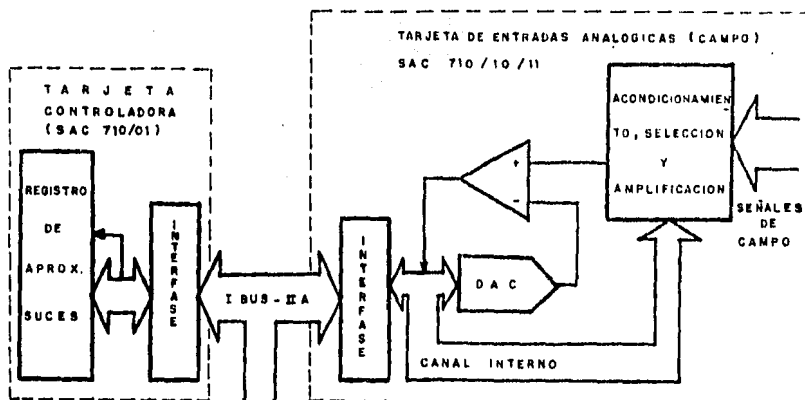 TARJETA DE ENTRADAS ANALOGICAS (CAMPO)
SAC 710/10/11
TARJETA
CONTROLADORA
(SAC 710/01)
REGISTRO
DE
APROX.
SUCES
INTERFASE
I BUS-IIA
INTERFASE
+
-
DAC
CANAL INTERNO
ACONDICIONAMIEN
TO, SELECCION
Y
AMPLIFICACION
SEÑALES
DE
CAMPO